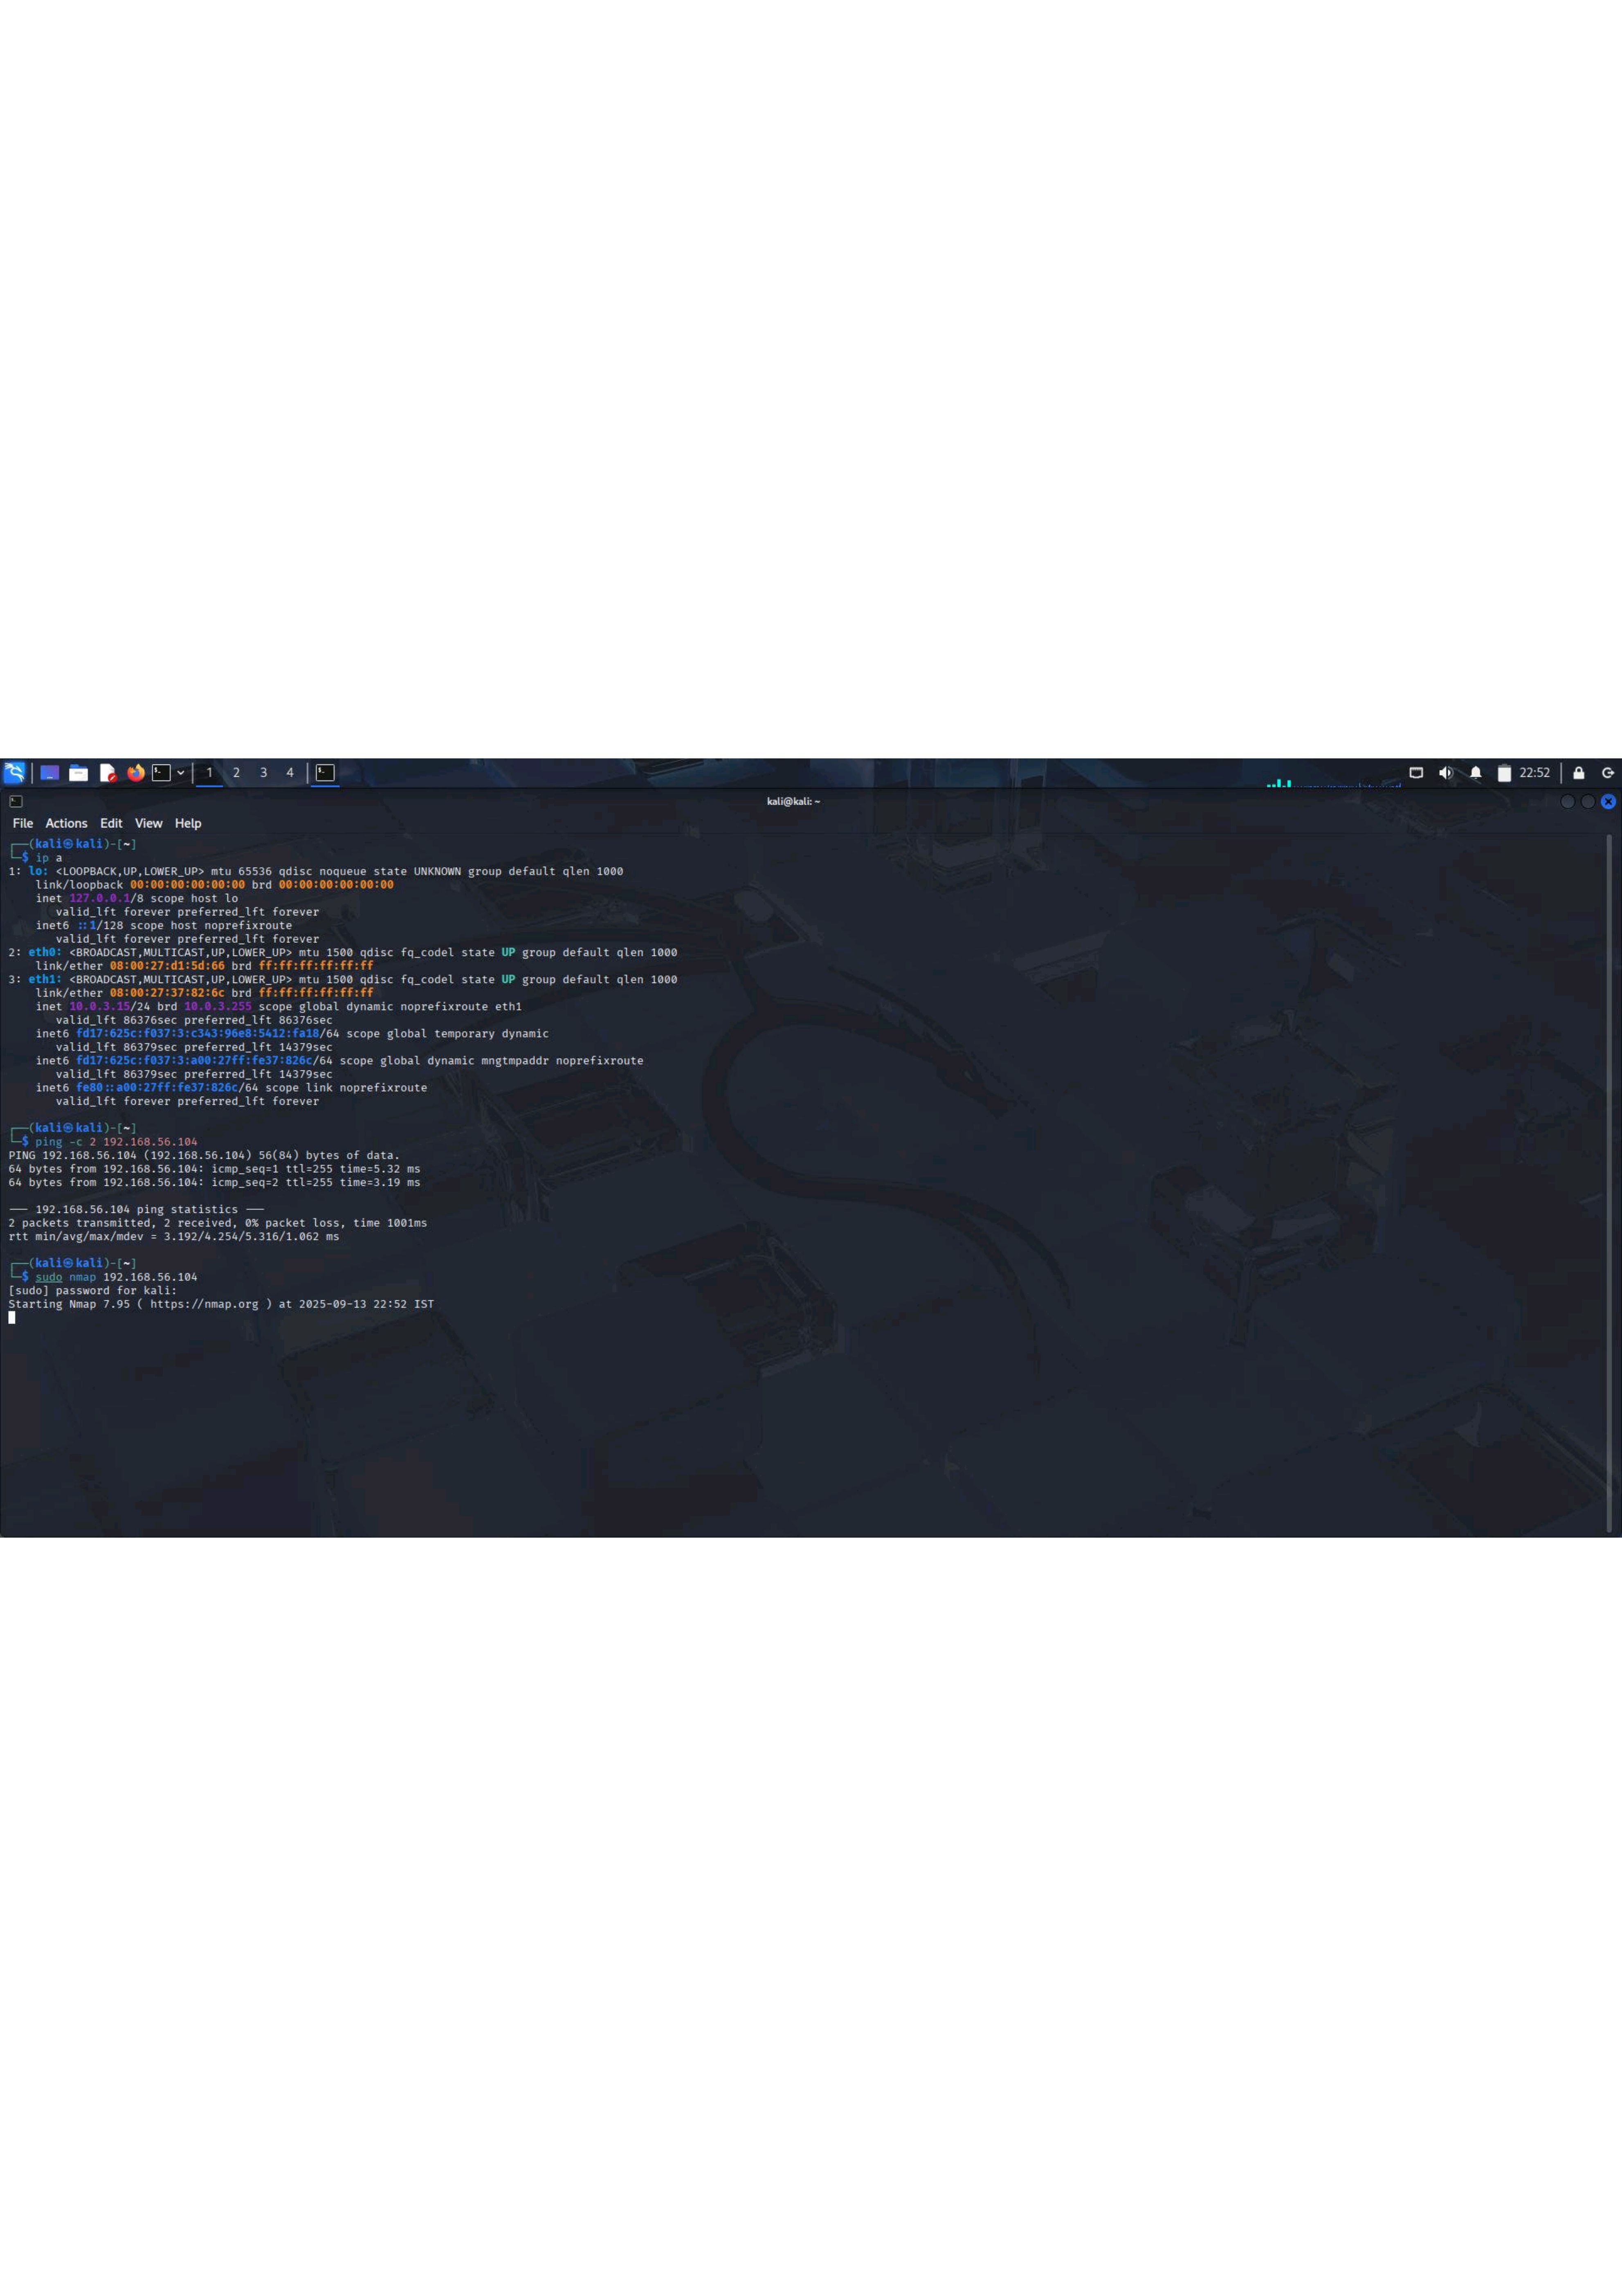 1 2 3 4 22:52
kali@kali: ~
File Actions Edit View Help
┌──(kali㉿kali)-[~]
└─$ ip a
1: lo: <LOOPBACK,UP,LOWER_UP> mtu 65536 qdisc noqueue state UNKNOWN group default qlen 1000
link/loopback 00:00:00:00:00:00 brd 00:00:00:00:00:00
inet 127.0.0.1/8 scope host lo
valid_lft forever preferred_lft forever
inet6 ::1/128 scope host noprefixroute
valid_lft forever preferred_lft forever
2: eth0: <BROADCAST,MULTICAST,UP,LOWER_UP> mtu 1500 qdisc fq_codel state UP group default qlen 1000
link/ether 08:00:27:d1:5d:66 brd ff:ff:ff:ff:ff:ff
3: eth1: <BROADCAST,MULTICAST,UP,LOWER_UP> mtu 1500 qdisc fq_codel state UP group default qlen 1000
link/ether 08:00:27:37:82:6c brd ff:ff:ff:ff:ff:ff
inet 10.0.3.15/24 brd 10.0.3.255 scope global dynamic noprefixroute eth1
valid_lft 86376sec preferred_lft 86376sec
inet6 fd17:625c:f037:3:c343:96e8:5412:fa18/64 scope global temporary dynamic
valid_lft 86379sec preferred_lft 14379sec
inet6 fd17:625c:f037:3:a00:27ff:fe37:826c/64 scope global dynamic mngtmpaddr noprefixroute
valid_lft 86379sec preferred_lft 14379sec
inet6 fe80::a00:27ff:fe37:826c/64 scope link noprefixroute
valid_lft forever preferred_lft forever
┌──(kali㉿kali)-[~]
└─$ ping -c 2 192.168.56.104
PING 192.168.56.104 (192.168.56.104) 56(84) bytes of data.
64 bytes from 192.168.56.104: icmp_seq=1 ttl=255 time=5.32 ms
64 bytes from 192.168.56.104: icmp_seq=2 ttl=255 time=3.19 ms
--- 192.168.56.104 ping statistics ---
2 packets transmitted, 2 received, 0% packet loss, time 1001ms
rtt min/avg/max/mdev = 3.192/4.254/5.316/1.062 ms
┌──(kali㉿kali)-[~]
└─$ sudo nmap 192.168.56.104
[sudo] password for kali:
Starting Nmap 7.95 ( https://nmap.org ) at 2025-09-13 22:52 IST